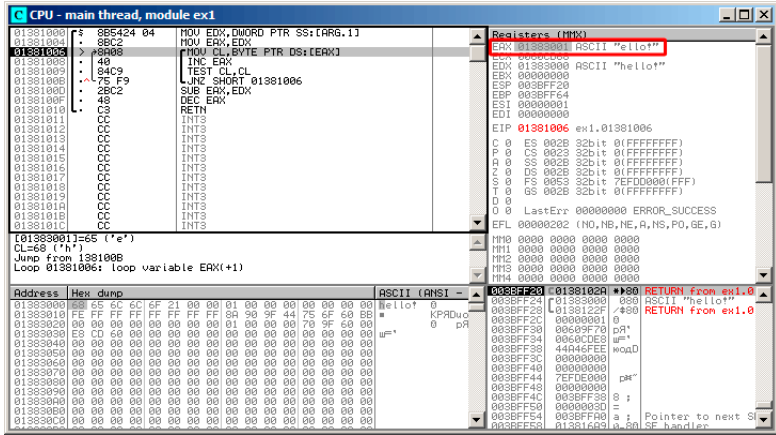 CPU - main thread, module ex1
01381000 8B5424 04 MOV EDX,DWORD PTR SS:[ARG.1]
01381004 8BC2 MOV EAX,EDX
01381006 8A08 MOV CL,BYTE PTR DS:[EAX]
01381008 40 INC EAX
01381009 84C9 TEST CL,CL
0138100B 75 F9 JNZ SHORT 01381006
0138100D 2BC2 SUB EAX,EDX
0138100F 48 DEC EAX
01381010 C3 RETN
01381011 CC INT3
01381012 CC INT3
01381013 CC INT3
01381014 CC INT3
01381015 CC INT3
01381016 CC INT3
01381017 CC INT3
01381018 CC INT3
01381019 CC INT3
0138101A CC INT3
0138101B CC INT3
0138101C CC INT3
[01383001]=65 ('e')
CL=68 ('h')
Jump from 138100B
Loop 01381006: loop variable EAX(+1)
Registers (MMX)
EAX 01383001 ASCII "ello!"
EDX 01383000 ASCII "hello!"
EBX 00000000
ESP 003BFF20
EBP 003BFF64
ESI 00000001
EDI 00000000
EIP 01381006 ex1.01381006
C 0 ES 002B 32bit 0(FFFFFFFF)
P 0 CS 0023 32bit 0(FFFFFFFF)
A 0 SS 002B 32bit 0(FFFFFFFF)
Z 0 DS 002B 32bit 0(FFFFFFFF)
S 0 FS 0053 32bit 7EFDD000(FFF)
T 0 GS 002B 32bit 0(FFFFFFFF)
D 0
O 0 LastErr 00000000 ERROR_SUCCESS
EFL 00000202 (NO,NB,NE,A,NS,PO,GE,G)
MM0 0000 0000 0000 0000
MM1 0000 0000 0000 0000
MM2 0000 0000 0000 0000
MM3 0000 0000 0000 0000
MM4 0000 0000 0000 0000
Address Hex dump ASCII (ANSI -
01383000 68 65 6C 6C 6F 21 00 00 01 00 00 00 00 00 00 00 hello! 0
01383010 FE FF FF FF FF FF FF FF 8A 90 9F 44 75 6F 60 BB
01383020 00 00 00 00 00 00 00 00 01 00 00 00 70 9F 60 00
01383030 E8 CD 60 00 00 00 00 00 00 00 00 00 00 00 00 00
01383040 00 00 00 00 00 00 00 00 00 00 00 00 00 00 00 00
01383050 00 00 00 00 00 00 00 00 00 00 00 00 00 00 00 00
01383060 00 00 00 00 00 00 00 00 00 00 00 00 00 00 00 00
01383070 00 00 00 00 00 00 00 00 00 00 00 00 00 00 00 00
01383080 00 00 00 00 00 00 00 00 00 00 00 00 00 00 00 00
01383090 00 00 00 00 00 00 00 00 00 00 00 00 00 00 00 00
013830A0 00 00 00 00 00 00 00 00 00 00 00 00 00 00 00 00
013830B0 00 00 00 00 00 00 00 00 00 00 00 00 00 00 00 00
013830C0 00 00 00 00 00 00 00 00 00 00 00 00 00 00 00 00
003BFF20 0138102A RETURN from ex1.0
003BFF24 01383000 ASCII "hello!"
003BFF28 0138122F RETURN from ex1.0
003BFF2C 00000001
003BFF30 00609F70
003BFF34 0060CDE8
003BFF38 44A46FEE
003BFF3C 00000000
003BFF40 00000000
003BFF44 7EFDE000
003BFF48 00000000
003BFF4C 003BFF38 8 ;
003BFF50 0000003D =
003BFF54 003BFFA0 Pointer to next S
003BFF58 013816A9 SE handler